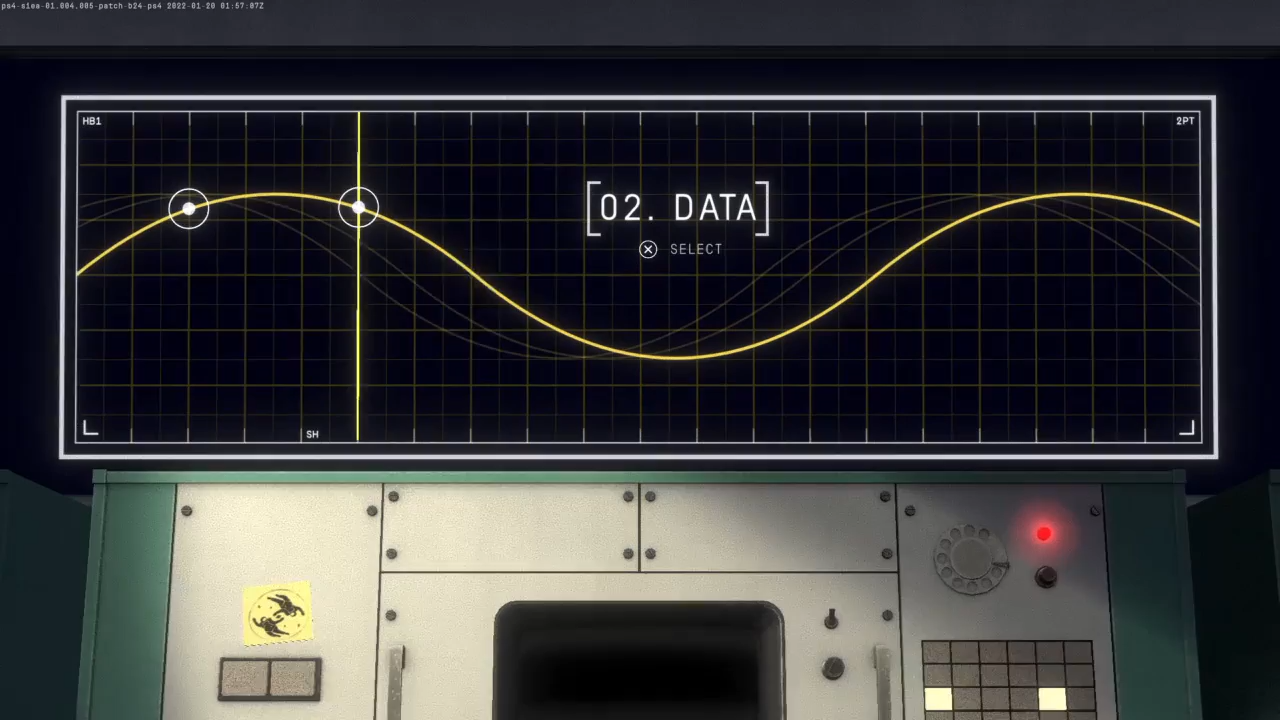 ps4-siea-01.004.005-patch-b24-ps4 2022-01-20 01:57:07Z
HB1
2PT
[02. DATA]
SELECT
SH